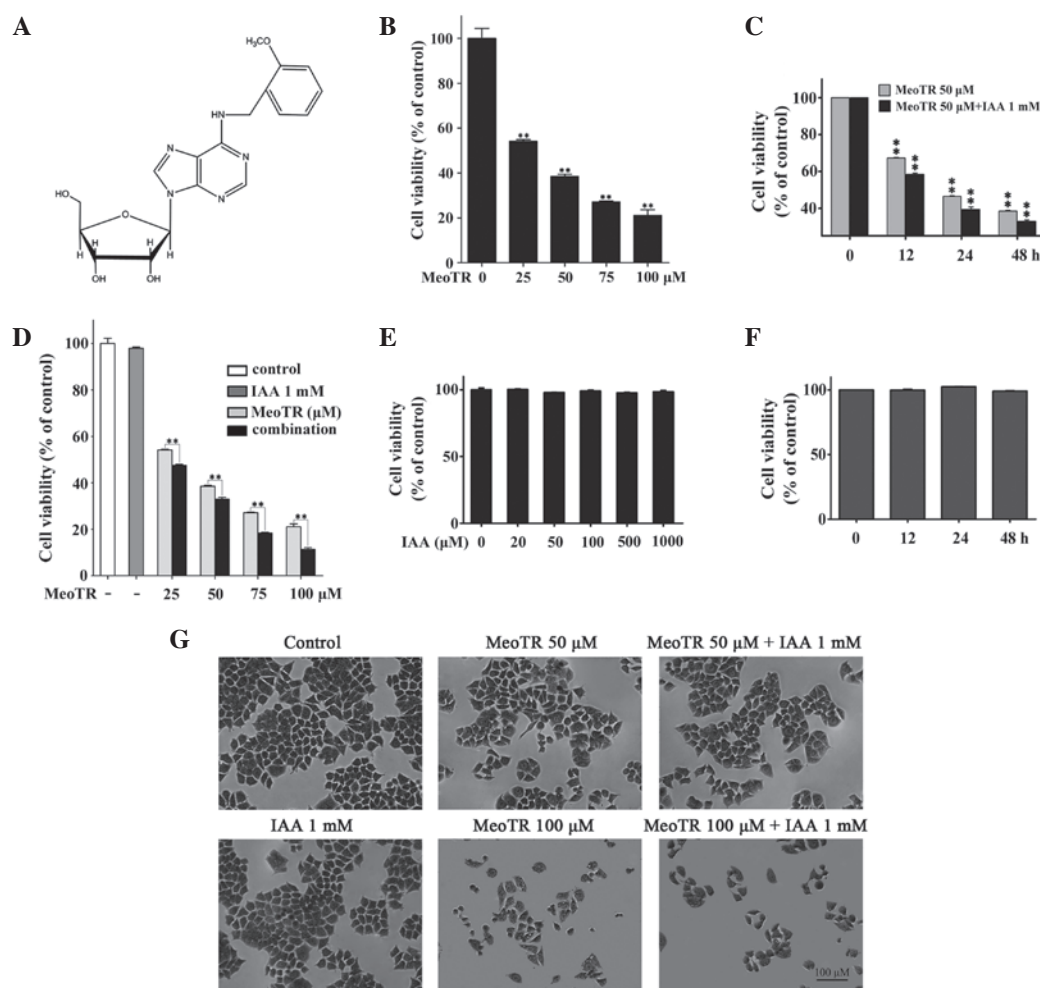 A
H₃CO
HN
N
N
N
N
HO
O
H
H
H
H
OH
OH
B
Cell viability (% of control)
100
80
60
40
20
0
**
**
**
**
MeoTR 0 25 50 75 100 μM
C
Cell viability
(% of control)
100
80
60
40
MeoTR 50 μM
MeoTR 50 μM+IAA 1 mM
**
**
**
**
**
**
0 12 24 48 h
D
Cell viability (% of control)
100
80
60
40
20
0
control
IAA 1 mM
MeoTR (μM)
combination
**
**
**
**
MeoTR - - 25 50 75 100 μM
E
Cell viability
(% of control)
100
50
0
IAA (μM) 0 20 50 100 500 1000
F
Cell viability
(% of control)
100
50
0
0 12 24 48 h
G
Control MeoTR 50 μM MeoTR 50 μM + IAA 1 mM
IAA 1 mM MeoTR 100 μM MeoTR 100 μM + IAA 1 mM
100 μM